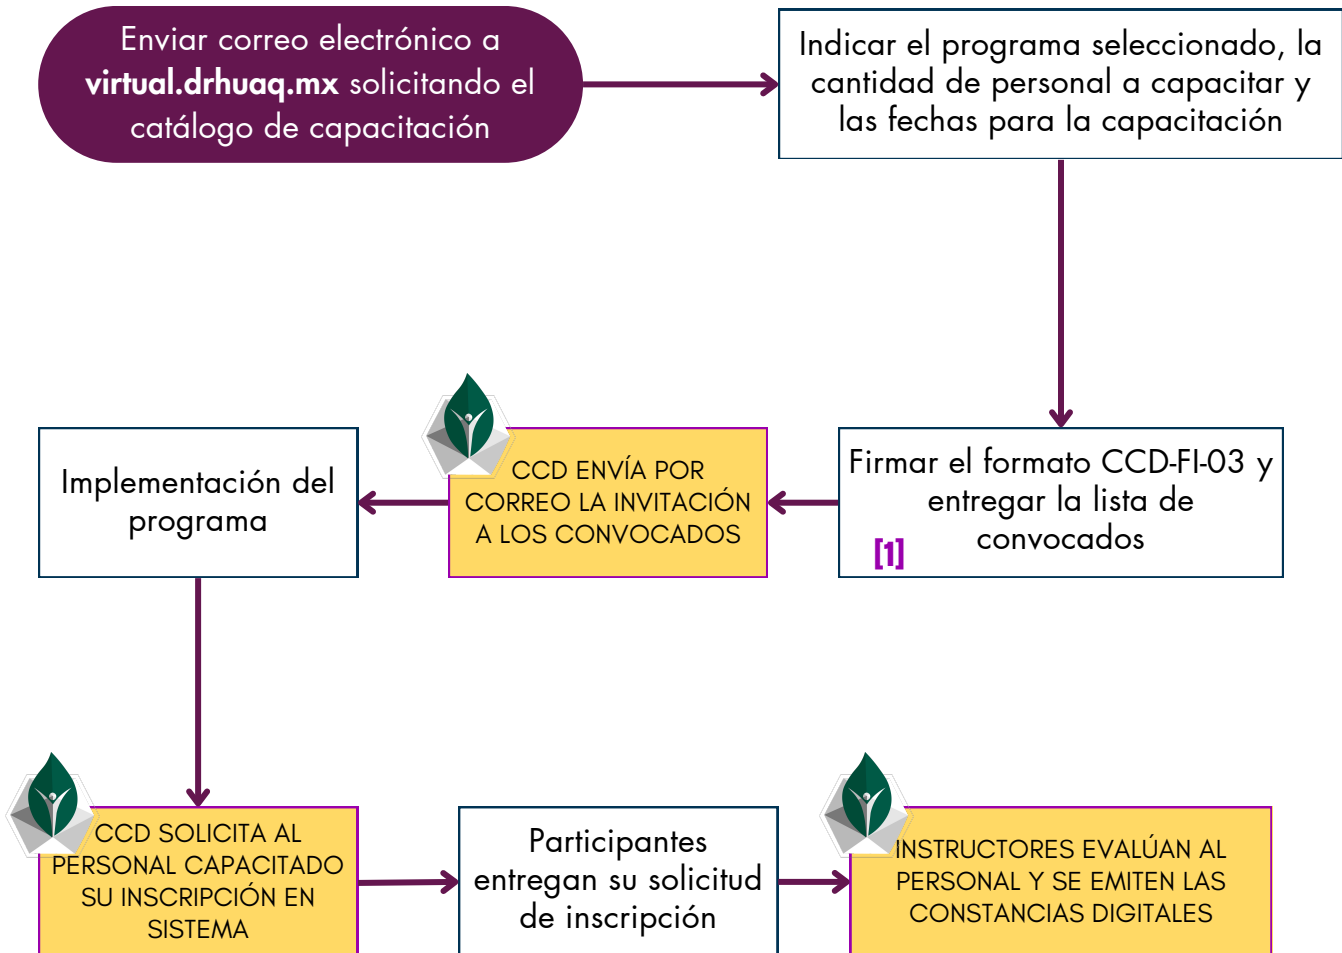 Enviar correo electrónico a
virtual.drhuaq.mx solicitando el
catálogo de capacitación
Indicar el programa seleccionado, la
cantidad de personal a capacitar y
las fechas para la capacitación
Firmar el formato CCD-FI-03 y
entregar la lista de
convocados
[1]
CCD ENVÍA POR
CORREO LA INVITACIÓN
A LOS CONVOCADOS
Implementación del
programa
CCD SOLICITA AL
PERSONAL CAPACITADO
SU INSCRIPCIÓN EN
SISTEMA
Participantes
entregan su solicitud
de inscripción
INSTRUCTORES EVALÚAN AL
PERSONAL Y SE EMITEN LAS
CONSTANCIAS DIGITALES